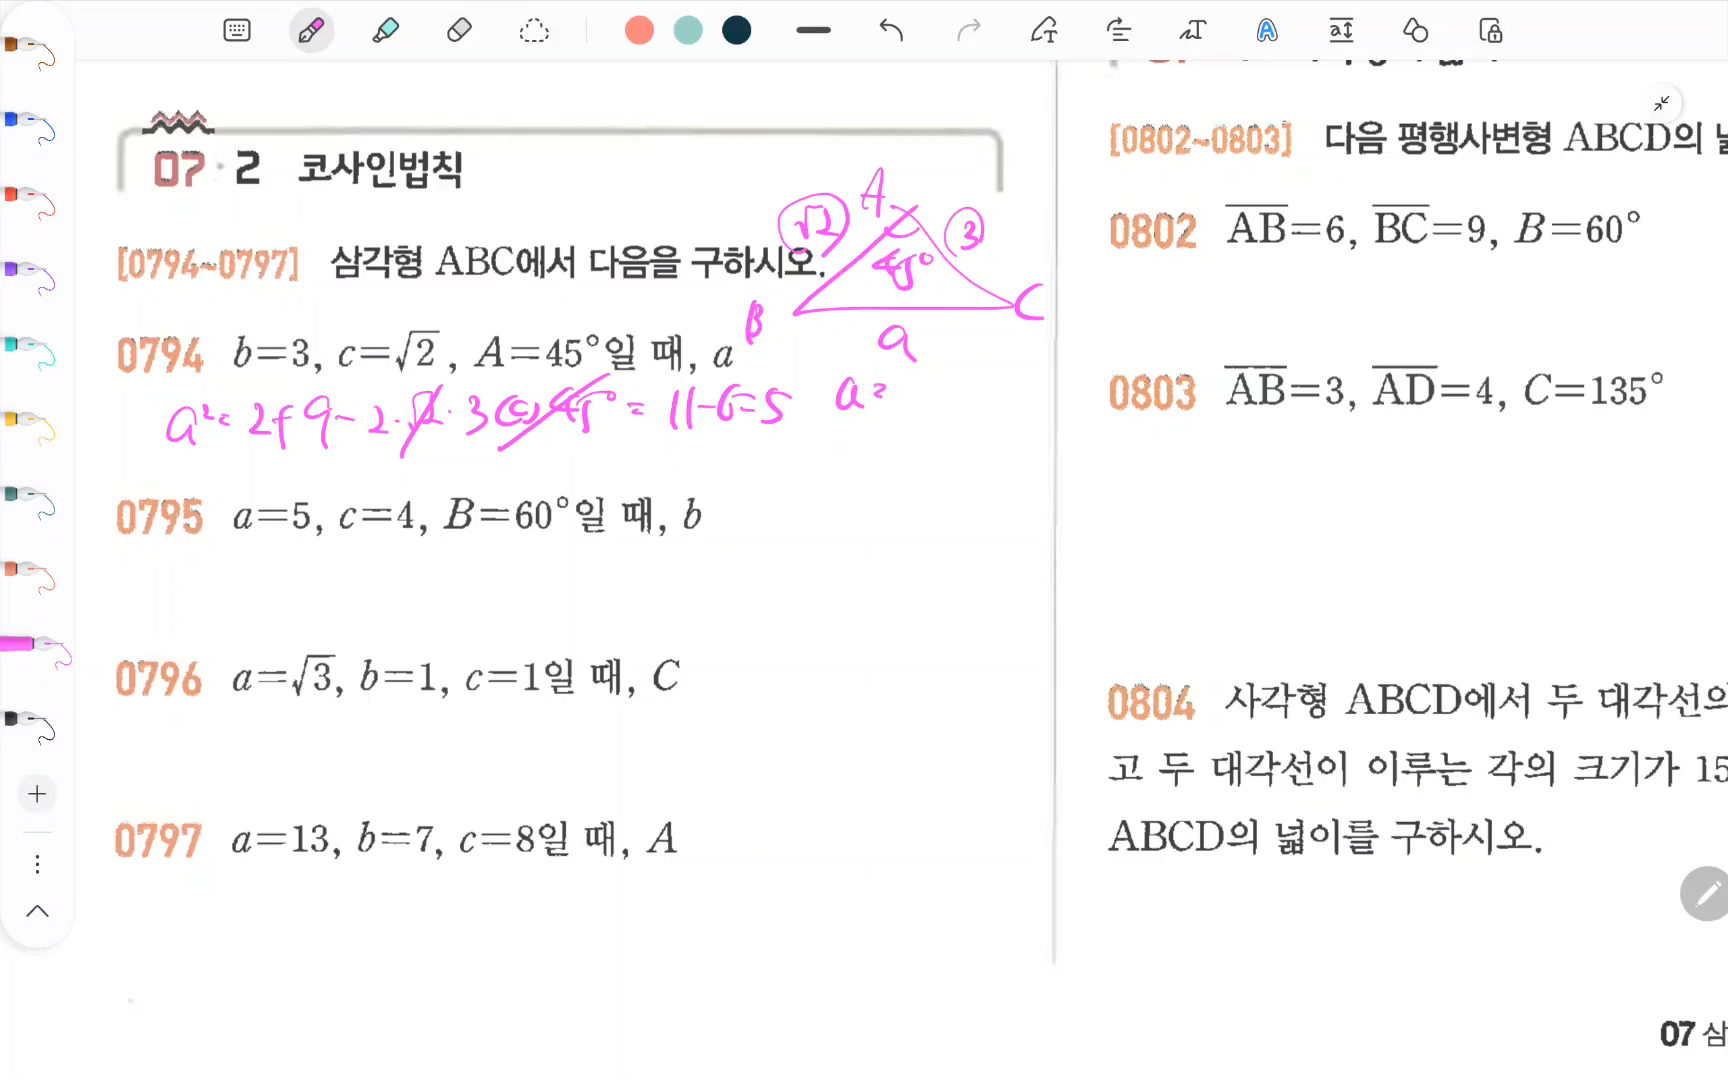 07·2 코사인법칙
[0794~0797] 삼각형 ABC에서 다음을 구하시오.
A
√2
3
45°
B
C
a
0794 b=3, c=√2, A=45°일 때, a
a²=2+9-2·√2·3cos45°=11-6=5 a=
0795 a=5, c=4, B=60°일 때, b
0796 a=√3, b=1, c=1일 때, C
0797 a=13, b=7, c=8일 때, A
[0802~0803] 다음 평행사변형 ABCD의
0802 AB=6, BC=9, B=60°
0803 AB=3, AD=4, C=135°
0804 사각형 ABCD에서 두 대각선의
고 두 대각선이 이루는 각의 크기가 15
ABCD의 넓이를 구하시오.
07 삼